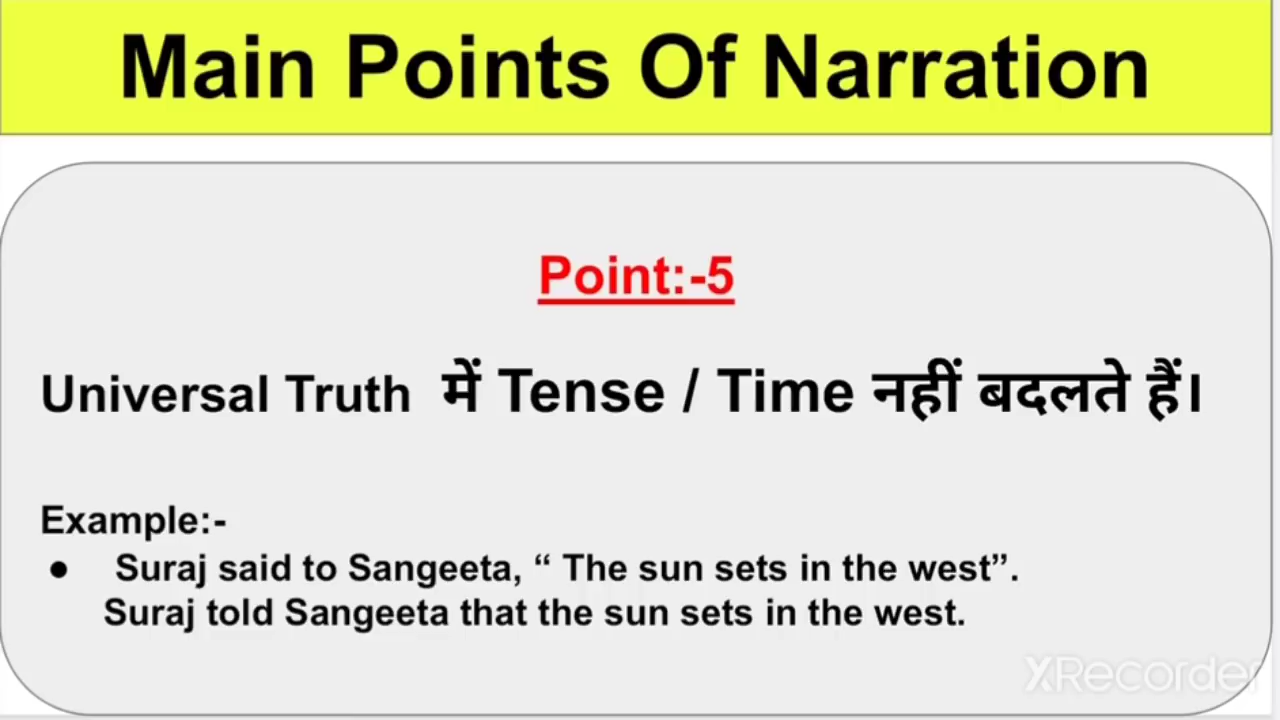 Main Points Of Narration
Point:-5
Universal Truth में Tense / Time नहीं बदलते हैं।
Example:-
● Suraj said to Sangeeta, “ The sun sets in the west”.
Suraj told Sangeeta that the sun sets in the west.
XRecorder